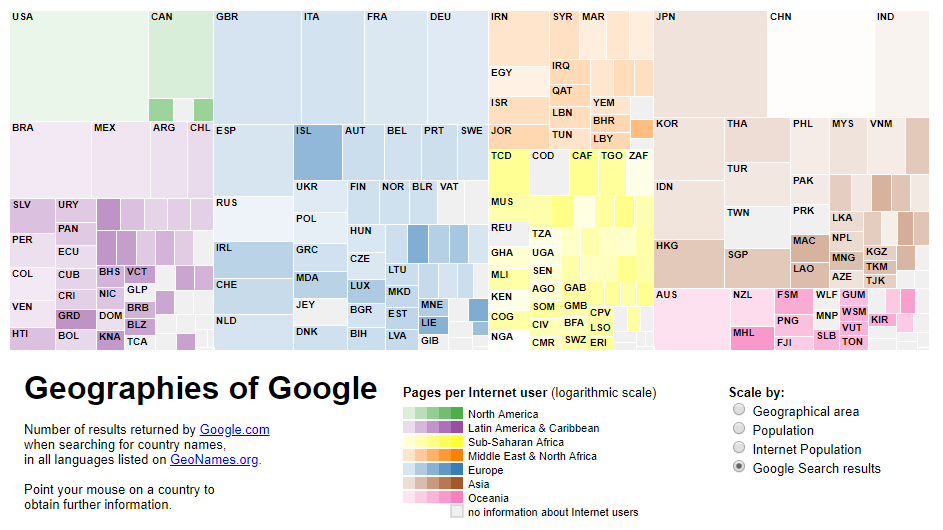 USA CAN GBR ITA FRA DEU IRN SYR MAR JPN CHN IND
IRQ
EGY
QAT
ISR YEM
LBN
BHR
BRA MEX ARG CHL ESP ISL AUT BEL PRT SWE JOR TUN LBY KOR THA PHL MYS VNM
TCD COD CAF TGO ZAF
TUR
UKR FIN NOR BLR VAT IDN PAK
SLV URY RUS MUS
POL TWN PRK LKA
PAN HUN REU TZA
PER ECU IRL GRC CZE GHA UGA HKG SGP MAC NPL KGZ
COL CUB BHS VCT CHE MDA LTU MLI SEN LAO MNG TKM
GLP LUX AGO GAB AZE TJK
CRI NIC MKD KEN AUS NZL FSM WLF GUM
VEN GRD DOM BRB NLD JEY BGR EST MNE COG SOM GMB CPV PNG MNP WSM KIR
HTI BOL KNA BLZ DNK BIH LVA LIE NGA CIV BFA LSO MHL FJI SLB VUT
TCA GIB CMR SWZ ERI TON
Geographies of Google
Number of results returned by Google.com
when searching for country names,
in all languages listed on GeoNames.org.
Point your mouse on a country to
obtain further information.
Pages per Internet user (logarithmic scale)
North America
Latin America & Caribbean
Sub-Saharan Africa
Middle East & North Africa
Europe
Asia
Oceania
no information about Internet users
Scale by:
Geographical area
Population
Internet Population
Google Search results